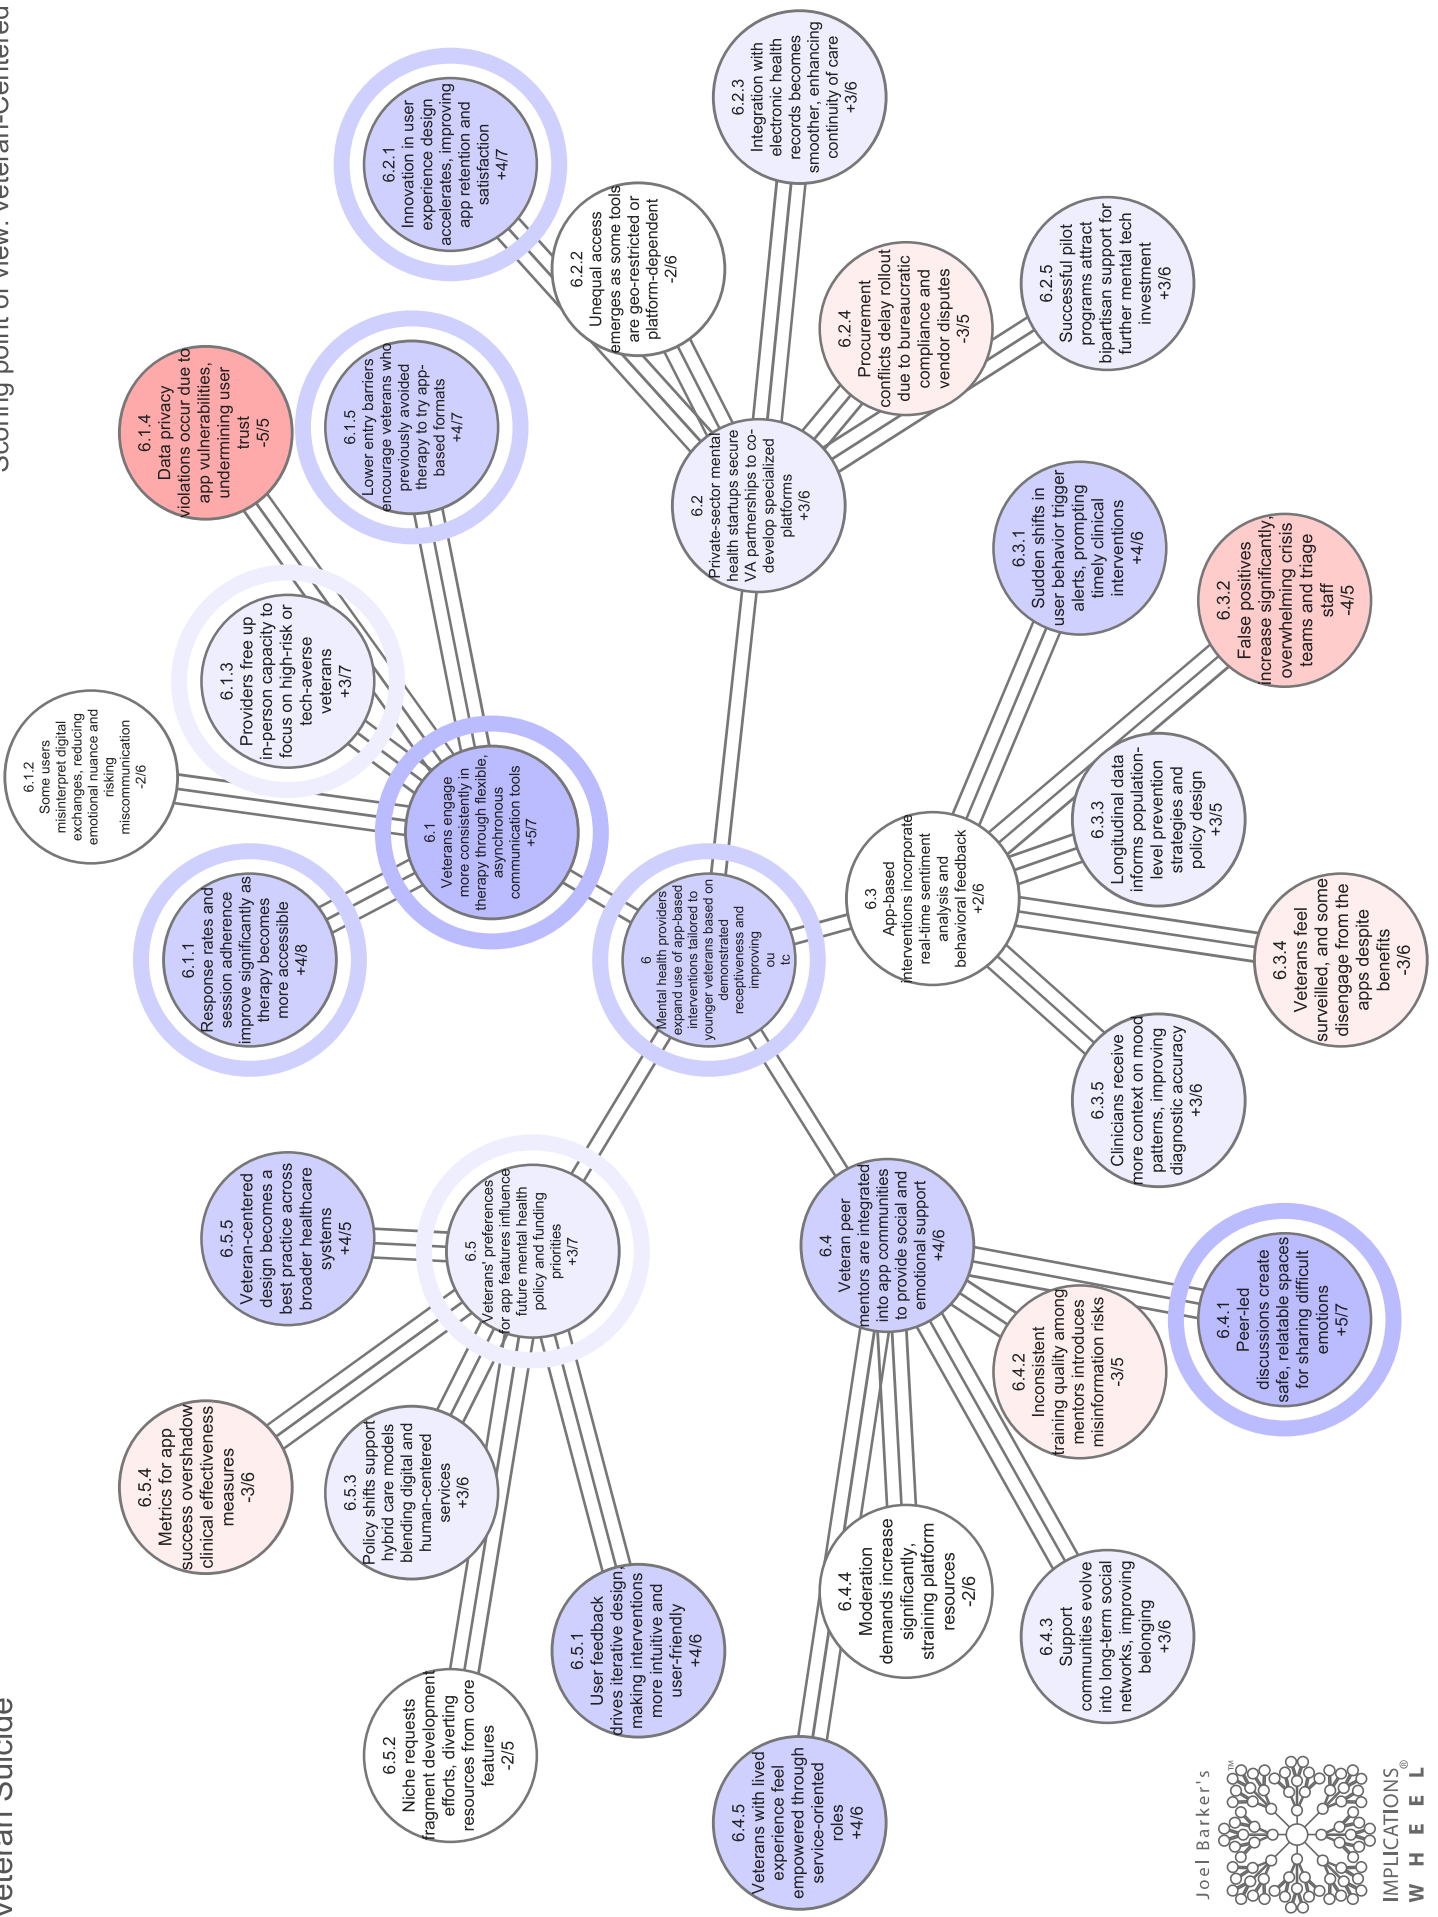 Veteran Suicide
Scoring point of view: Veteran-Centered
6
Mental health providers
expand use of app-based
interventions tailored to
younger veterans based on
demonstrated
receptiveness and
improving
ou
tc
6.1
Veterans engage
more consistently in
therapy through flexible,
asynchronous
communication tools
+5/7
6.1.1
Response rates and
session adherence
improve significantly as
therapy becomes
more accessible
+4/8
6.1.2
Some users
misinterpret digital
exchanges, reducing
emotional nuance and
risking
miscommunication
-2/6
6.1.3
Providers free up
in-person capacity to
focus on high-risk or
tech-averse
veterans
+3/7
6.1.4
Data privacy
violations occur due to
app vulnerabilities,
undermining user
trust
-5/5
6.1.5
Lower entry barriers
encourage veterans who
previously avoided
therapy to try app-
based formats
+4/7
6.2
Private-sector mental
health startups secure
VA partnerships to co-
develop specialized
platforms
+3/6
6.2.1
Innovation in user
experience design
accelerates, improving
app retention and
satisfaction
+4/7
6.2.2
Unequal access
emerges as some tools
are geo-restricted or
platform-dependent
-2/6
6.2.3
Integration with
electronic health
records becomes
smoother, enhancing
continuity of care
+3/6
6.2.4
Procurement
conflicts delay rollout
due to bureaucratic
compliance and
vendor disputes
-3/5
6.2.5
Successful pilot
programs attract
bipartisan support for
further mental tech
investment
+3/6
6.3
App-based
interventions incorporate
real-time sentiment
analysis and
behavioral feedback
+2/6
6.3.1
Sudden shifts in
user behavior trigger
alerts, prompting
timely clinical
interventions
+4/6
6.3.2
False positives
increase significantly,
overwhelming crisis
teams and triage
staff
-4/5
6.3.3
Longitudinal data
informs population-
level prevention
strategies and
policy design
+3/5
6.3.4
Veterans feel
surveilled, and some
disengage from the
apps despite
benefits
-3/6
6.3.5
Clinicians receive
more context on mood
patterns, improving
diagnostic accuracy
+3/6
6.4
Veteran peer
mentors are integrated
into app communities
to provide social and
emotional support
+4/6
6.4.1
Peer-led
discussions create
safe, relatable spaces
for sharing difficult
emotions
+5/7
6.4.2
Inconsistent
training quality among
mentors introduces
misinformation risks
-3/5
6.4.3
Support
communities evolve
into long-term social
networks, improving
belonging
+3/6
6.4.4
Moderation
demands increase
significantly,
straining platform
resources
-2/6
6.4.5
Veterans with lived
experience feel
empowered through
service-oriented
roles
+4/6
6.5
Veterans' preferences
for app features influence
future mental health
policy and funding
priorities
+3/7
6.5.1
User feedback
drives iterative design,
making interventions
more intuitive and
user-friendly
+4/6
6.5.2
Niche requests
fragment development
efforts, diverting
resources from core
features
-2/5
6.5.3
Policy shifts support
hybrid care models
blending digital and
human-centered
services
+3/6
6.5.4
Metrics for app
success overshadow
clinical effectiveness
measures
-3/6
6.5.5
Veteran-centered
design becomes a
best practice across
broader healthcare
systems
+4/5
Joel Barker's
™
IMPLICATIONS®
WHEEL